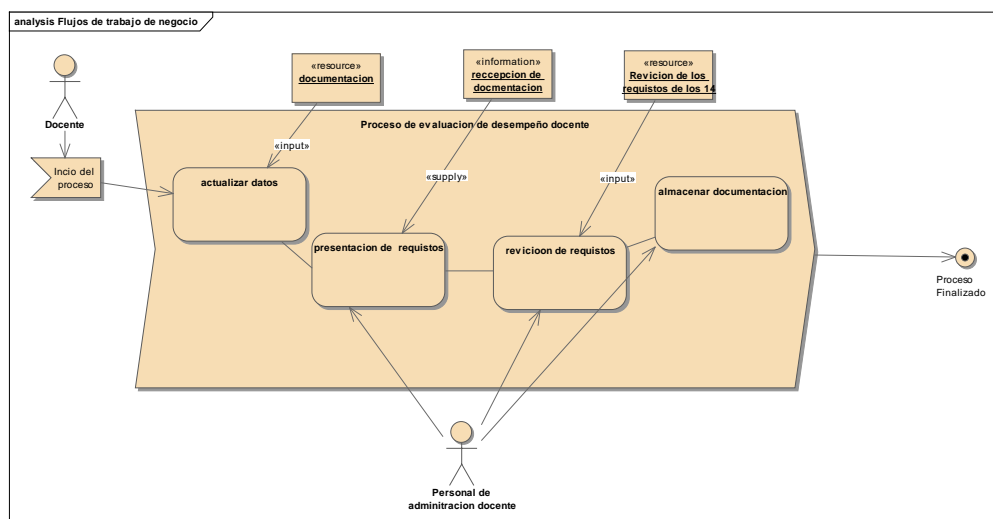 analysis Flujos de trabajo de negocio
«resource»
documentacion
«information»
reccepcion de
docmentacion
«resource»
Revicion de los
requistos de los 14
Docente
Proceso de evaluacion de desempeño docente
«input»
«supply»
«input»
Incio del
proceso
actualizar datos
almacenar documentacion
presentacion de requistos
revicioon de requistos
Proceso
Finalizado
Personal de
adminitracion docente